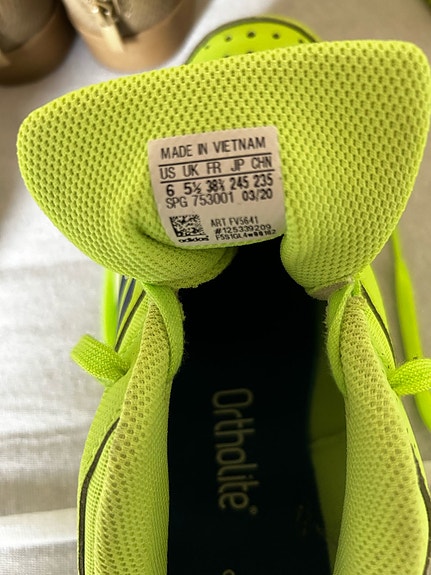 MADE IN VIETNAM
US UK FR JP CHN
6 5½ 38⅔ 245 235
SPG 753001 03/20
ART FV5641
#125339209
adidas
Ortholite®